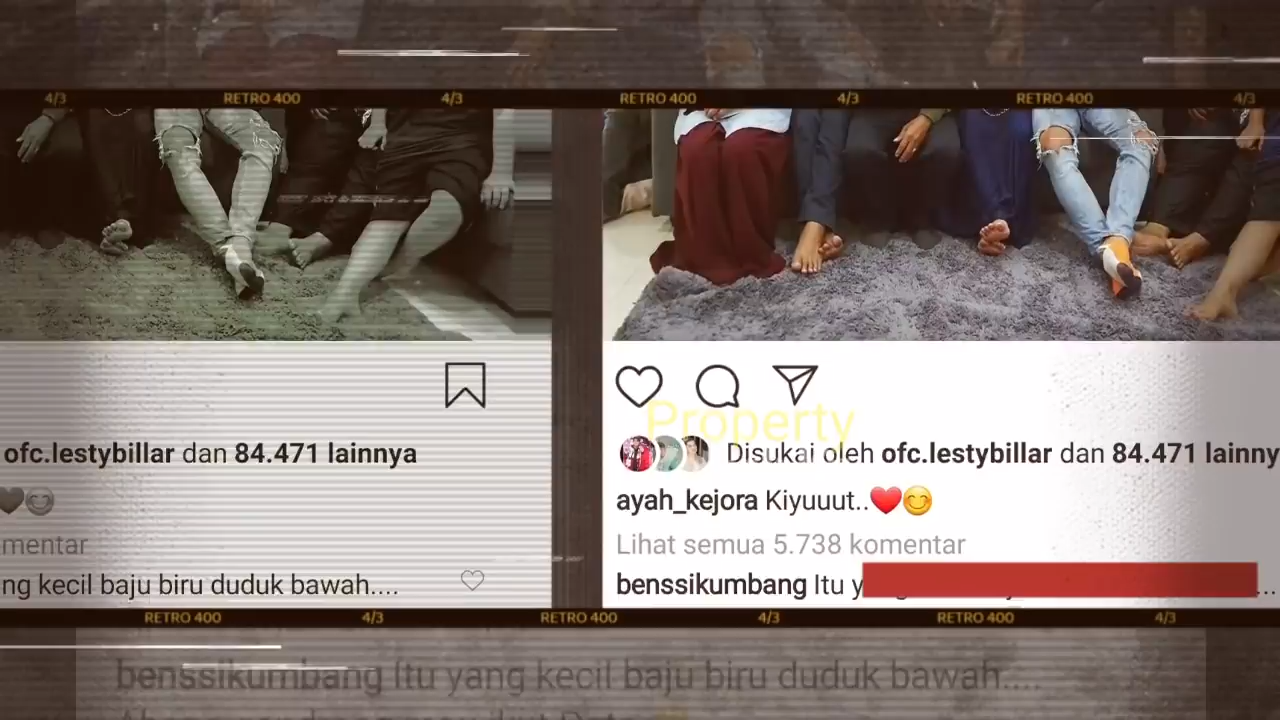 4/3 RETRO 400 4/3 RETRO 400 4/3 RETRO 400 4/3
Property
ofc.lestybillar dan 84.471 lainnya
mentar
ng kecil baju biru duduk bawah....
Disukai oleh ofc.lestybillar dan 84.471 lainny
ayah_kejora Kiyuuut..❤️😊
Lihat semua 5.738 komentar
benssikumbang Itu y
...
RETRO 400 4/3 RETRO 400 4/3 RETRO 400 4/3
benssikumbang Itu yang kecil baju biru duduk bawah....